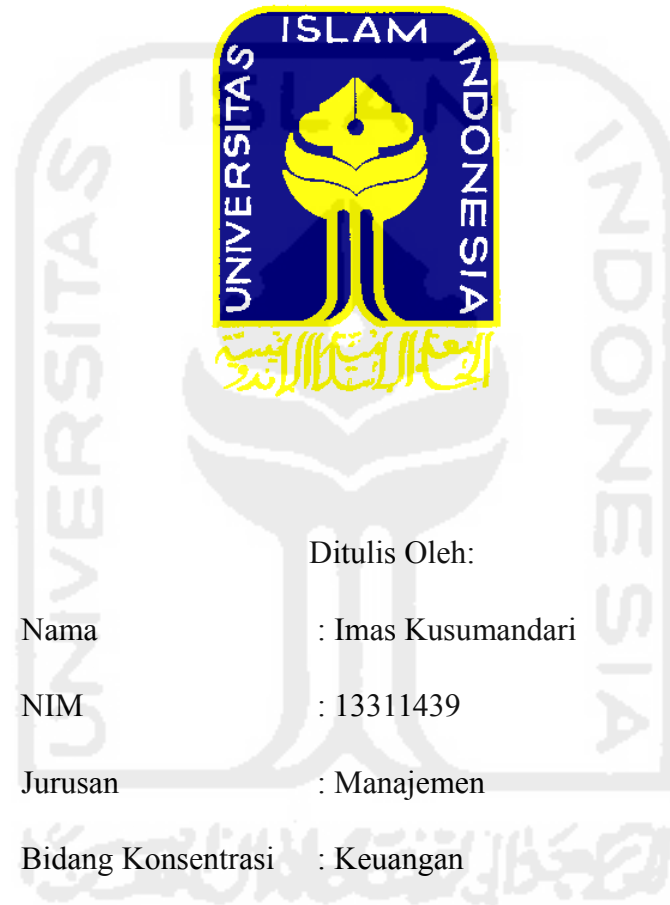 ISLAM
UNIVERSITAS
INDONESIA
Ditulis Oleh:
Nama : Imas Kusumandari
NIM : 13311439
Jurusan : Manajemen
Bidang Konsentrasi : Keuangan